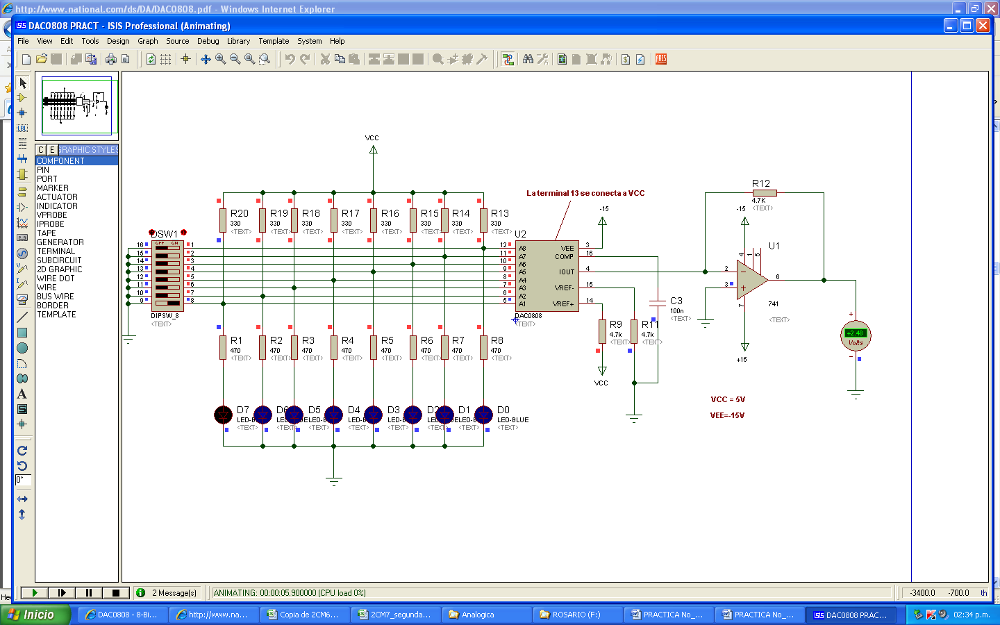 http://www.national.com/ds/DA/DAC0808.pdf - Windows Internet Explorer
DAC0808 PRACT - ISIS Professional (Animating)
File View Edit Tools Design Graph Source Debug Library Template System Help
C E GRAPHIC STYLES
COMPONENT
PIN
PORT
MARKER
ACTUATOR
INDICATOR
VPROBE
IPROBE
TAPE
GENERATOR
TERMINAL
SUBCIRCUIT
2D GRAPHIC
WIRE DOT
WIRE
BUS WIRE
BORDER
TEMPLATE
LBL
A
S
0°
ARES
VCC
La terminal 13 se conecta a VCC
R20 R19 R18 R17 R16 R15 R14 R13
330 330 330 330 330 330 330 330
<TEXT> <TEXT> <TEXT> <TEXT> <TEXT> <TEXT> <TEXT> <TEXT>
DSW1
OFF ON
16 1
15 2
14 3
13 4
12 5
11 6
10 7
9 8
DIPSW_8
<TEXT>
U2
12 A8 VEE 3
11 A7 COMP 16
10 A6
9 A5 IOUT 4
8 A4
7 A3 VREF- 15
6 A2
5 A1 VREF+ 14
DAC0808
<TEXT>
-15
R12
4.7K
<TEXT>
-15
U1
4 1 5
2
3
6
7
741
<TEXT>
+15
C3
100n
<TEXT>
R9 R11
4.7k 4.7k
<TEXT> <TEXT>
VCC
+2.48
Volts
R1 R2 R3 R4 R5 R6 R7 R8
470 470 470 470 470 470 470 470
<TEXT> <TEXT> <TEXT> <TEXT> <TEXT> <TEXT> <TEXT> <TEXT>
D7 D6 D5 D4 D3 D2 D1 D0
LED-BLUE
<TEXT> <TEXT> <TEXT> <TEXT> <TEXT> <TEXT> <TEXT> <TEXT>
VCC = 5V
VEE=-15V
2 Message(s)
ANIMATING: 00:00:05.900000 (CPU load 0%)
-3400.0 -700.0 th
Inicio
DAC0808 - 8-Bi...
http://www.na...
Copia de 2CM6...
2CM7_segunda...
Analogica
ROSARIO (F:)
PRACTICA No_...
PRACTICA No_...
DAC0808 PRAC...
02:34 p.m.